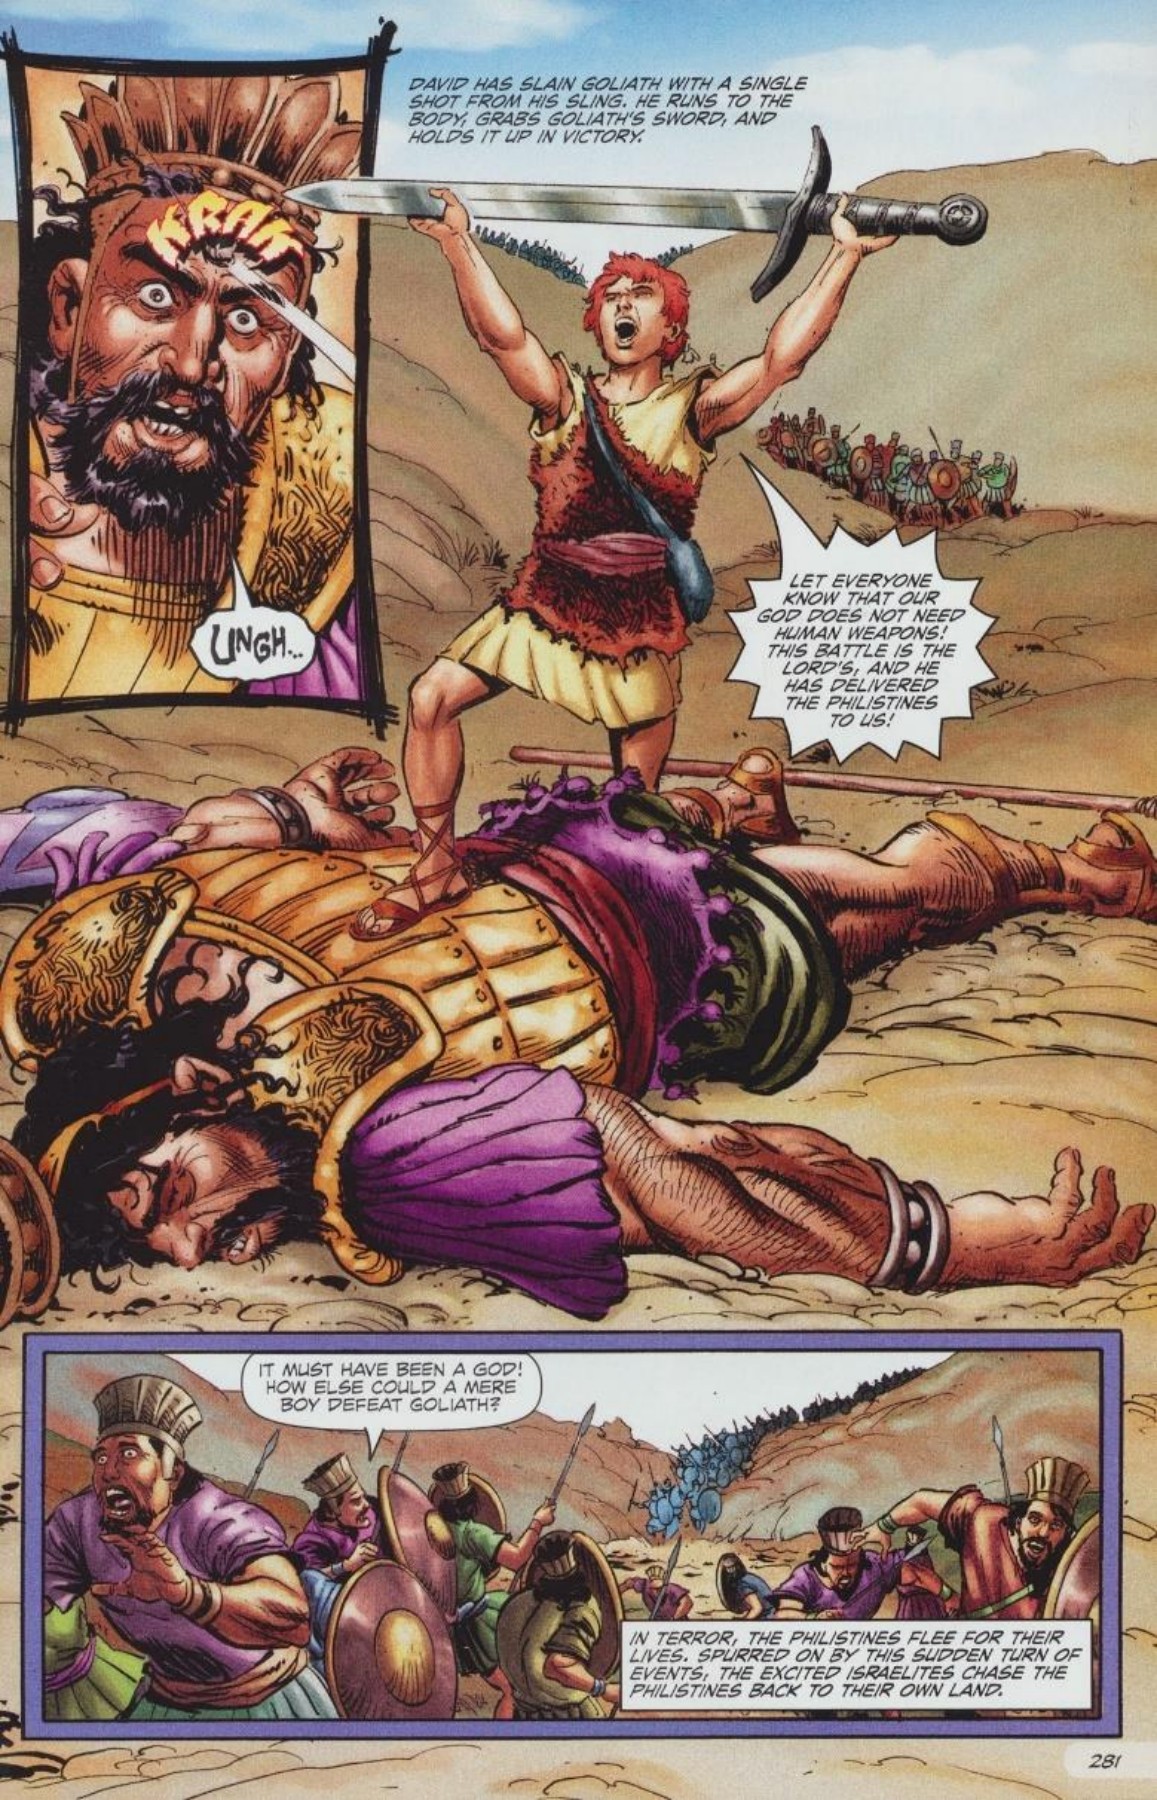 DAVID HAS SLAIN GOLIATH WITH A SINGLE
SHOT FROM HIS SLING. HE RUNS TO THE
BODY, GRABS GOLIATH'S SWORD, AND
HOLDS IT UP IN VICTORY.
KRAK
UNGH...
LET EVERYONE
KNOW THAT OUR
GOD DOES NOT NEED
HUMAN WEAPONS!
THIS BATTLE IS THE
LORD'S, AND HE
HAS DELIVERED
THE PHILISTINES
TO US!
IT MUST HAVE BEEN A GOD!
HOW ELSE COULD A MERE
BOY DEFEAT GOLIATH?
IN TERROR, THE PHILISTINES FLEE FOR THEIR
LIVES. SPURRED ON BY THIS SUDDEN TURN OF
EVENTS, THE EXCITED ISRAELITES CHASE THE
PHILISTINES BACK TO THEIR OWN LAND.
281